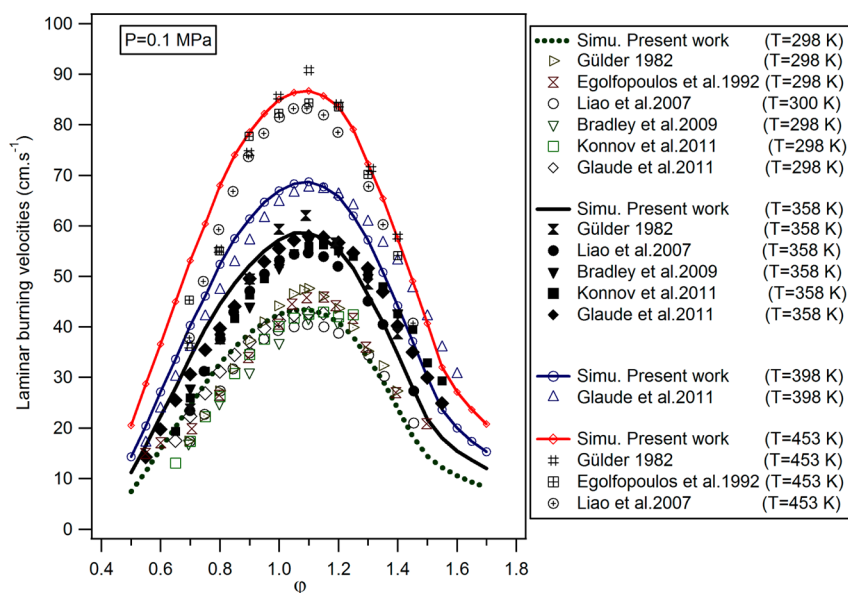 P=0.1 MPa
Laminar burning velocities (cm.s⁻¹)
100
90
80
70
60
50
40
30
20
10
0
0.4 0.6 0.8 1.0 1.2 1.4 1.6 1.8
φ
Simu. Present work (T=298 K)
Gülder 1982 (T=298 K)
Egolfopoulos et al.1992 (T=298 K)
Liao et al.2007 (T=300 K)
Bradley et al.2009 (T=298 K)
Konnov et al.2011 (T=298 K)
Glaude et al.2011 (T=298 K)
Simu. Present work (T=358 K)
Gülder 1982 (T=358 K)
Liao et al.2007 (T=358 K)
Bradley et al.2009 (T=358 K)
Konnov et al.2011 (T=358 K)
Glaude et al.2011 (T=358 K)
Simu. Present work (T=398 K)
Glaude et al.2011 (T=398 K)
Simu. Present work (T=453 K)
Gülder 1982 (T=453 K)
Egolfopoulos et al.1992 (T=453 K)
Liao et al.2007 (T=453 K)